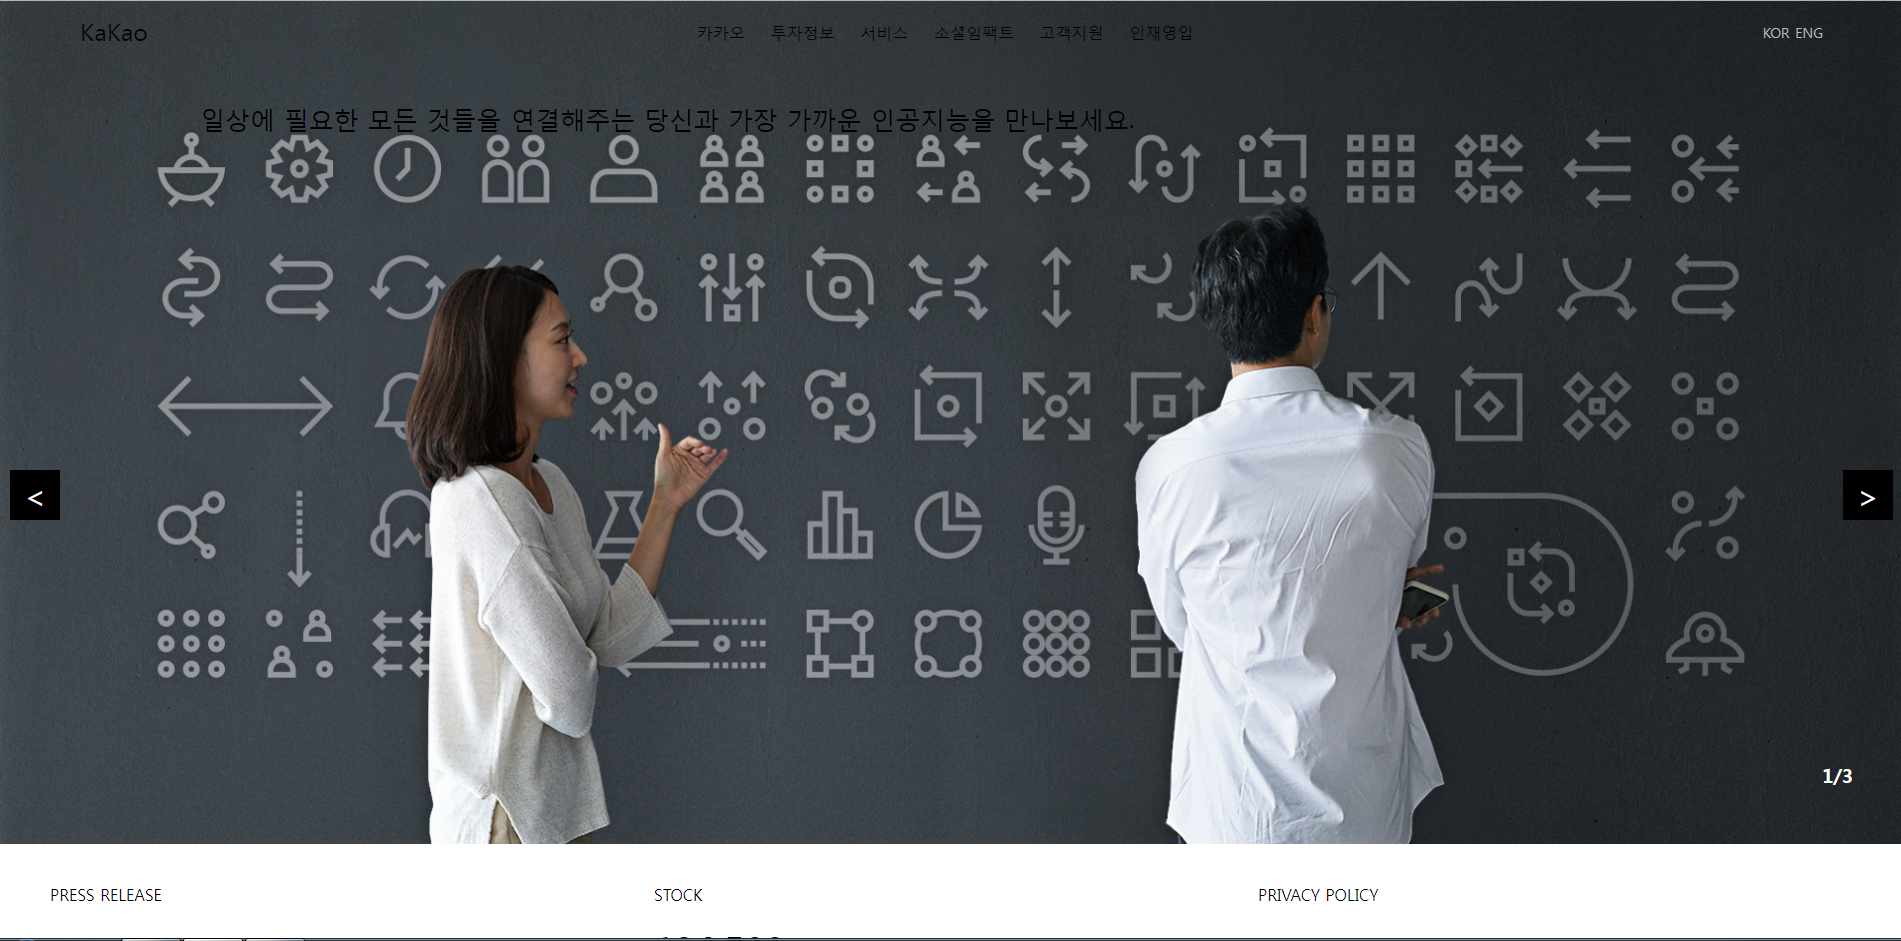 KaKao
카카오 투자정보 서비스 소셜임팩트 고객지원 인재영입
KOR ENG
일상에 필요한 모든 것들을 연결해주는 당신과 가장 가까운 인공지능을 만나보세요.
<
>
1/3
PRESS RELEASE
STOCK
PRIVACY POLICY